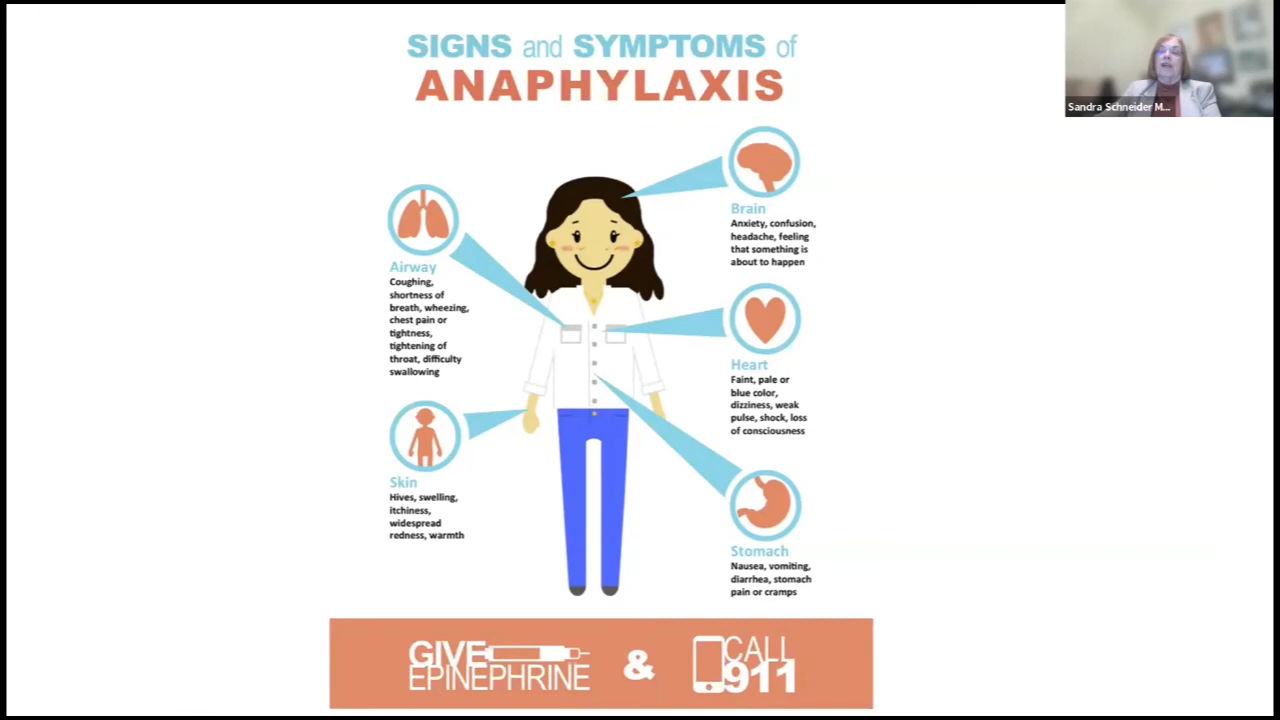 SIGNS and SYMPTOMS of
ANAPHYLAXIS
Sandra Schneider M...
Airway
Coughing,
shortness of
breath, wheezing,
chest pain or
tightness,
tightening of
throat, difficulty
swallowing
Skin
Hives, swelling,
itchiness,
widespread
redness, warmth
Brain
Anxiety, confusion,
headache, feeling
that something is
about to happen
Heart
Faint, pale or
blue color,
dizziness, weak
pulse, shock, loss
of consciousness
Stomach
Nausea, vomiting,
diarrhea, stomach
pain or cramps
GIVE
EPINEPHRINE
&
CALL
911